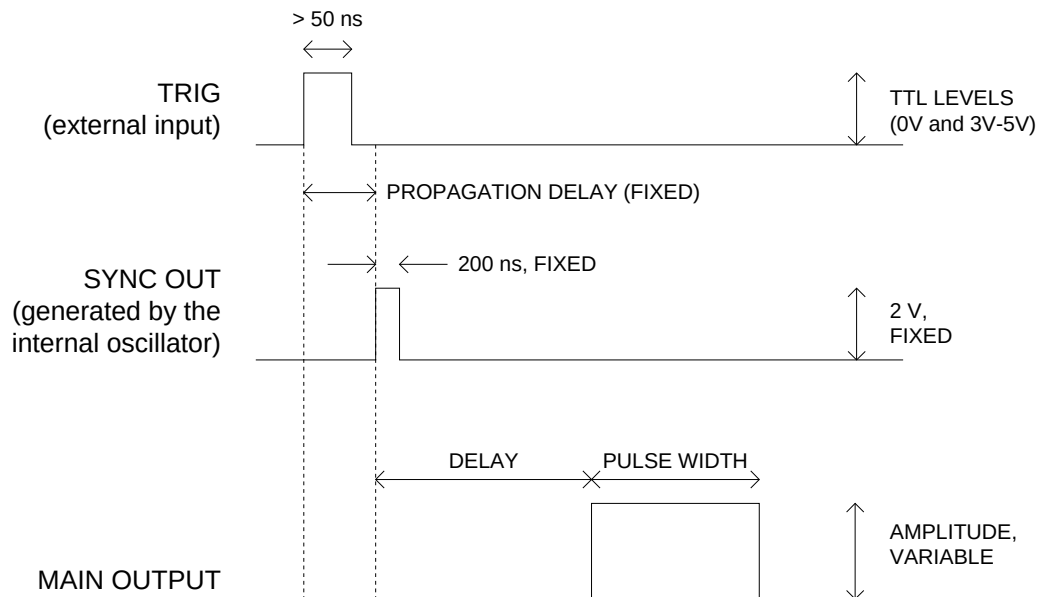 > 50 ns
TRIG
(external input)
TTL LEVELS
(0V and 3V-5V)
PROPAGATION DELAY (FIXED)
200 ns, FIXED
SYNC OUT
(generated by the
internal oscillator)
2 V,
FIXED
DELAY
PULSE WIDTH
AMPLITUDE,
VARIABLE
MAIN OUTPUT